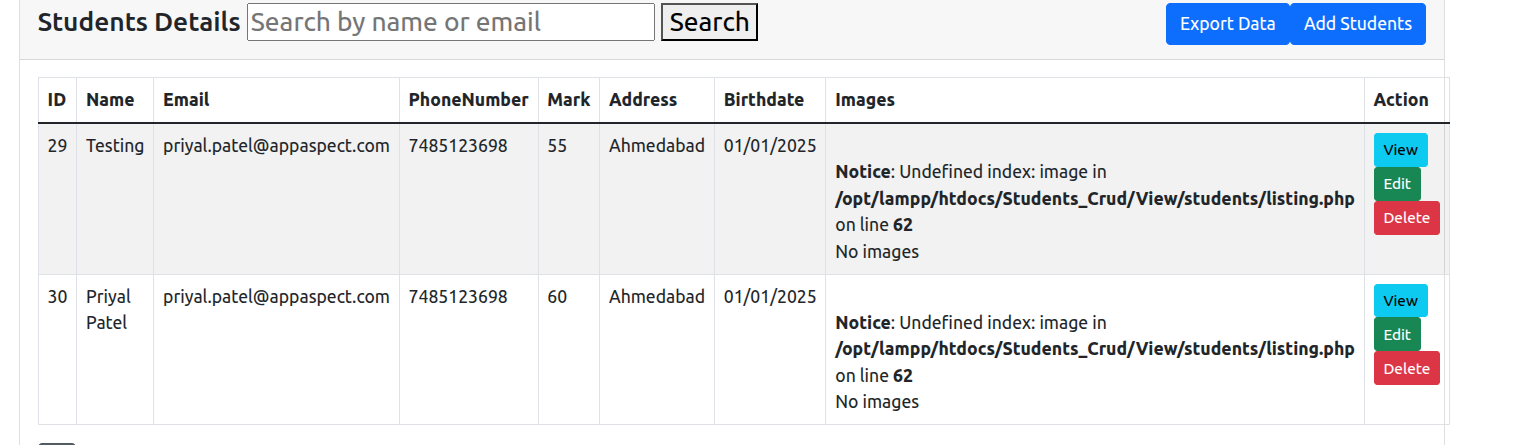 Students Details Search by name or email Search Export Data Add Students
ID Name Email PhoneNumber Mark Address Birthdate Images Action
29 Testing priyal.patel@appaspect.com 7485123698 55 Ahmedabad 01/01/2025 View
Notice: Undefined index: image in
Edit
/opt/lampp/htdocs/Students_Crud/View/students/listing.php
on line 62 Delete
No images
30 Priyal priyal.patel@appaspect.com 7485123698 60 Ahmedabad 01/01/2025 View
Patel Notice: Undefined index: image in
Edit
/opt/lampp/htdocs/Students_Crud/View/students/listing.php
on line 62 Delete
No images